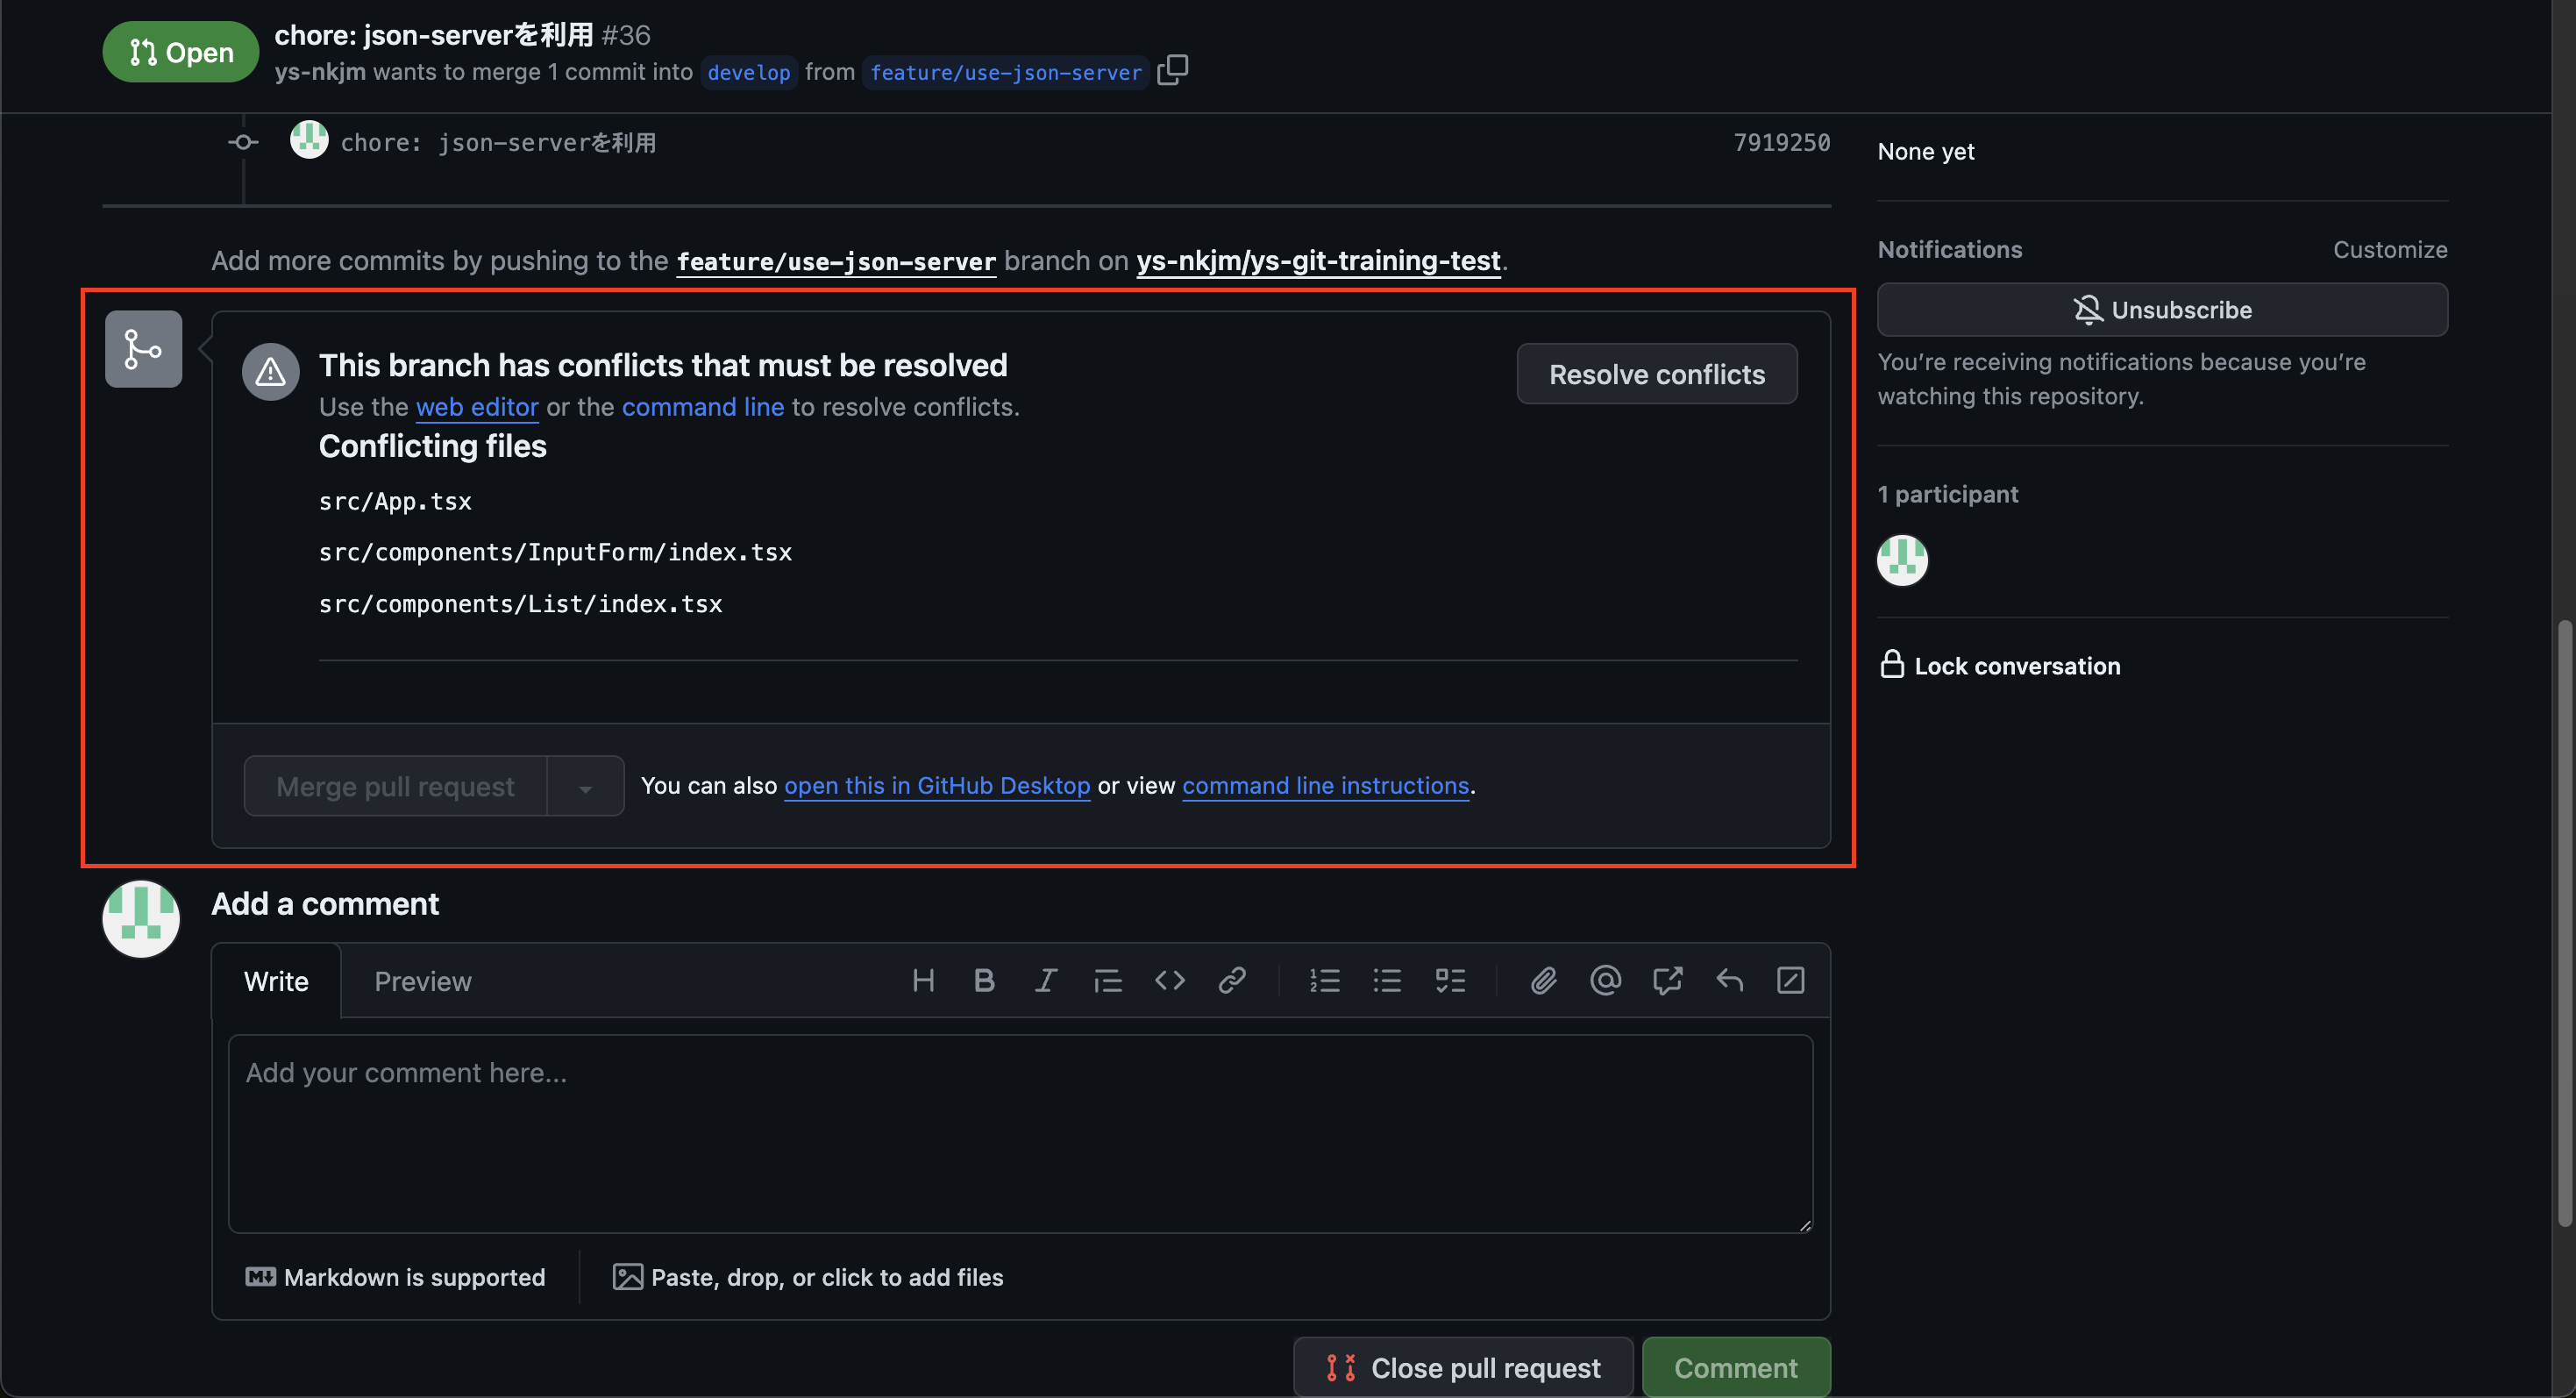 Open
chore: json-serverを利用 #36
ys-nkjm wants to merge 1 commit into develop from feature/use-json-server
chore: json-serverを利用
7919250
None yet
Add more commits by pushing to the feature/use-json-server branch on ys-nkjm/ys-git-training-test.
Notifications
Customize
Unsubscribe
You’re receiving notifications because you’re
watching this repository.
This branch has conflicts that must be resolved
Use the web editor or the command line to resolve conflicts.
Resolve conflicts
Conflicting files
src/App.tsx
src/components/InputForm/index.tsx
src/components/List/index.tsx
1 participant
Lock conversation
Merge pull request
You can also open this in GitHub Desktop or view command line instructions.
Add a comment
Write
Preview
Add your comment here...
Markdown is supported
Paste, drop, or click to add files
Close pull request
Comment